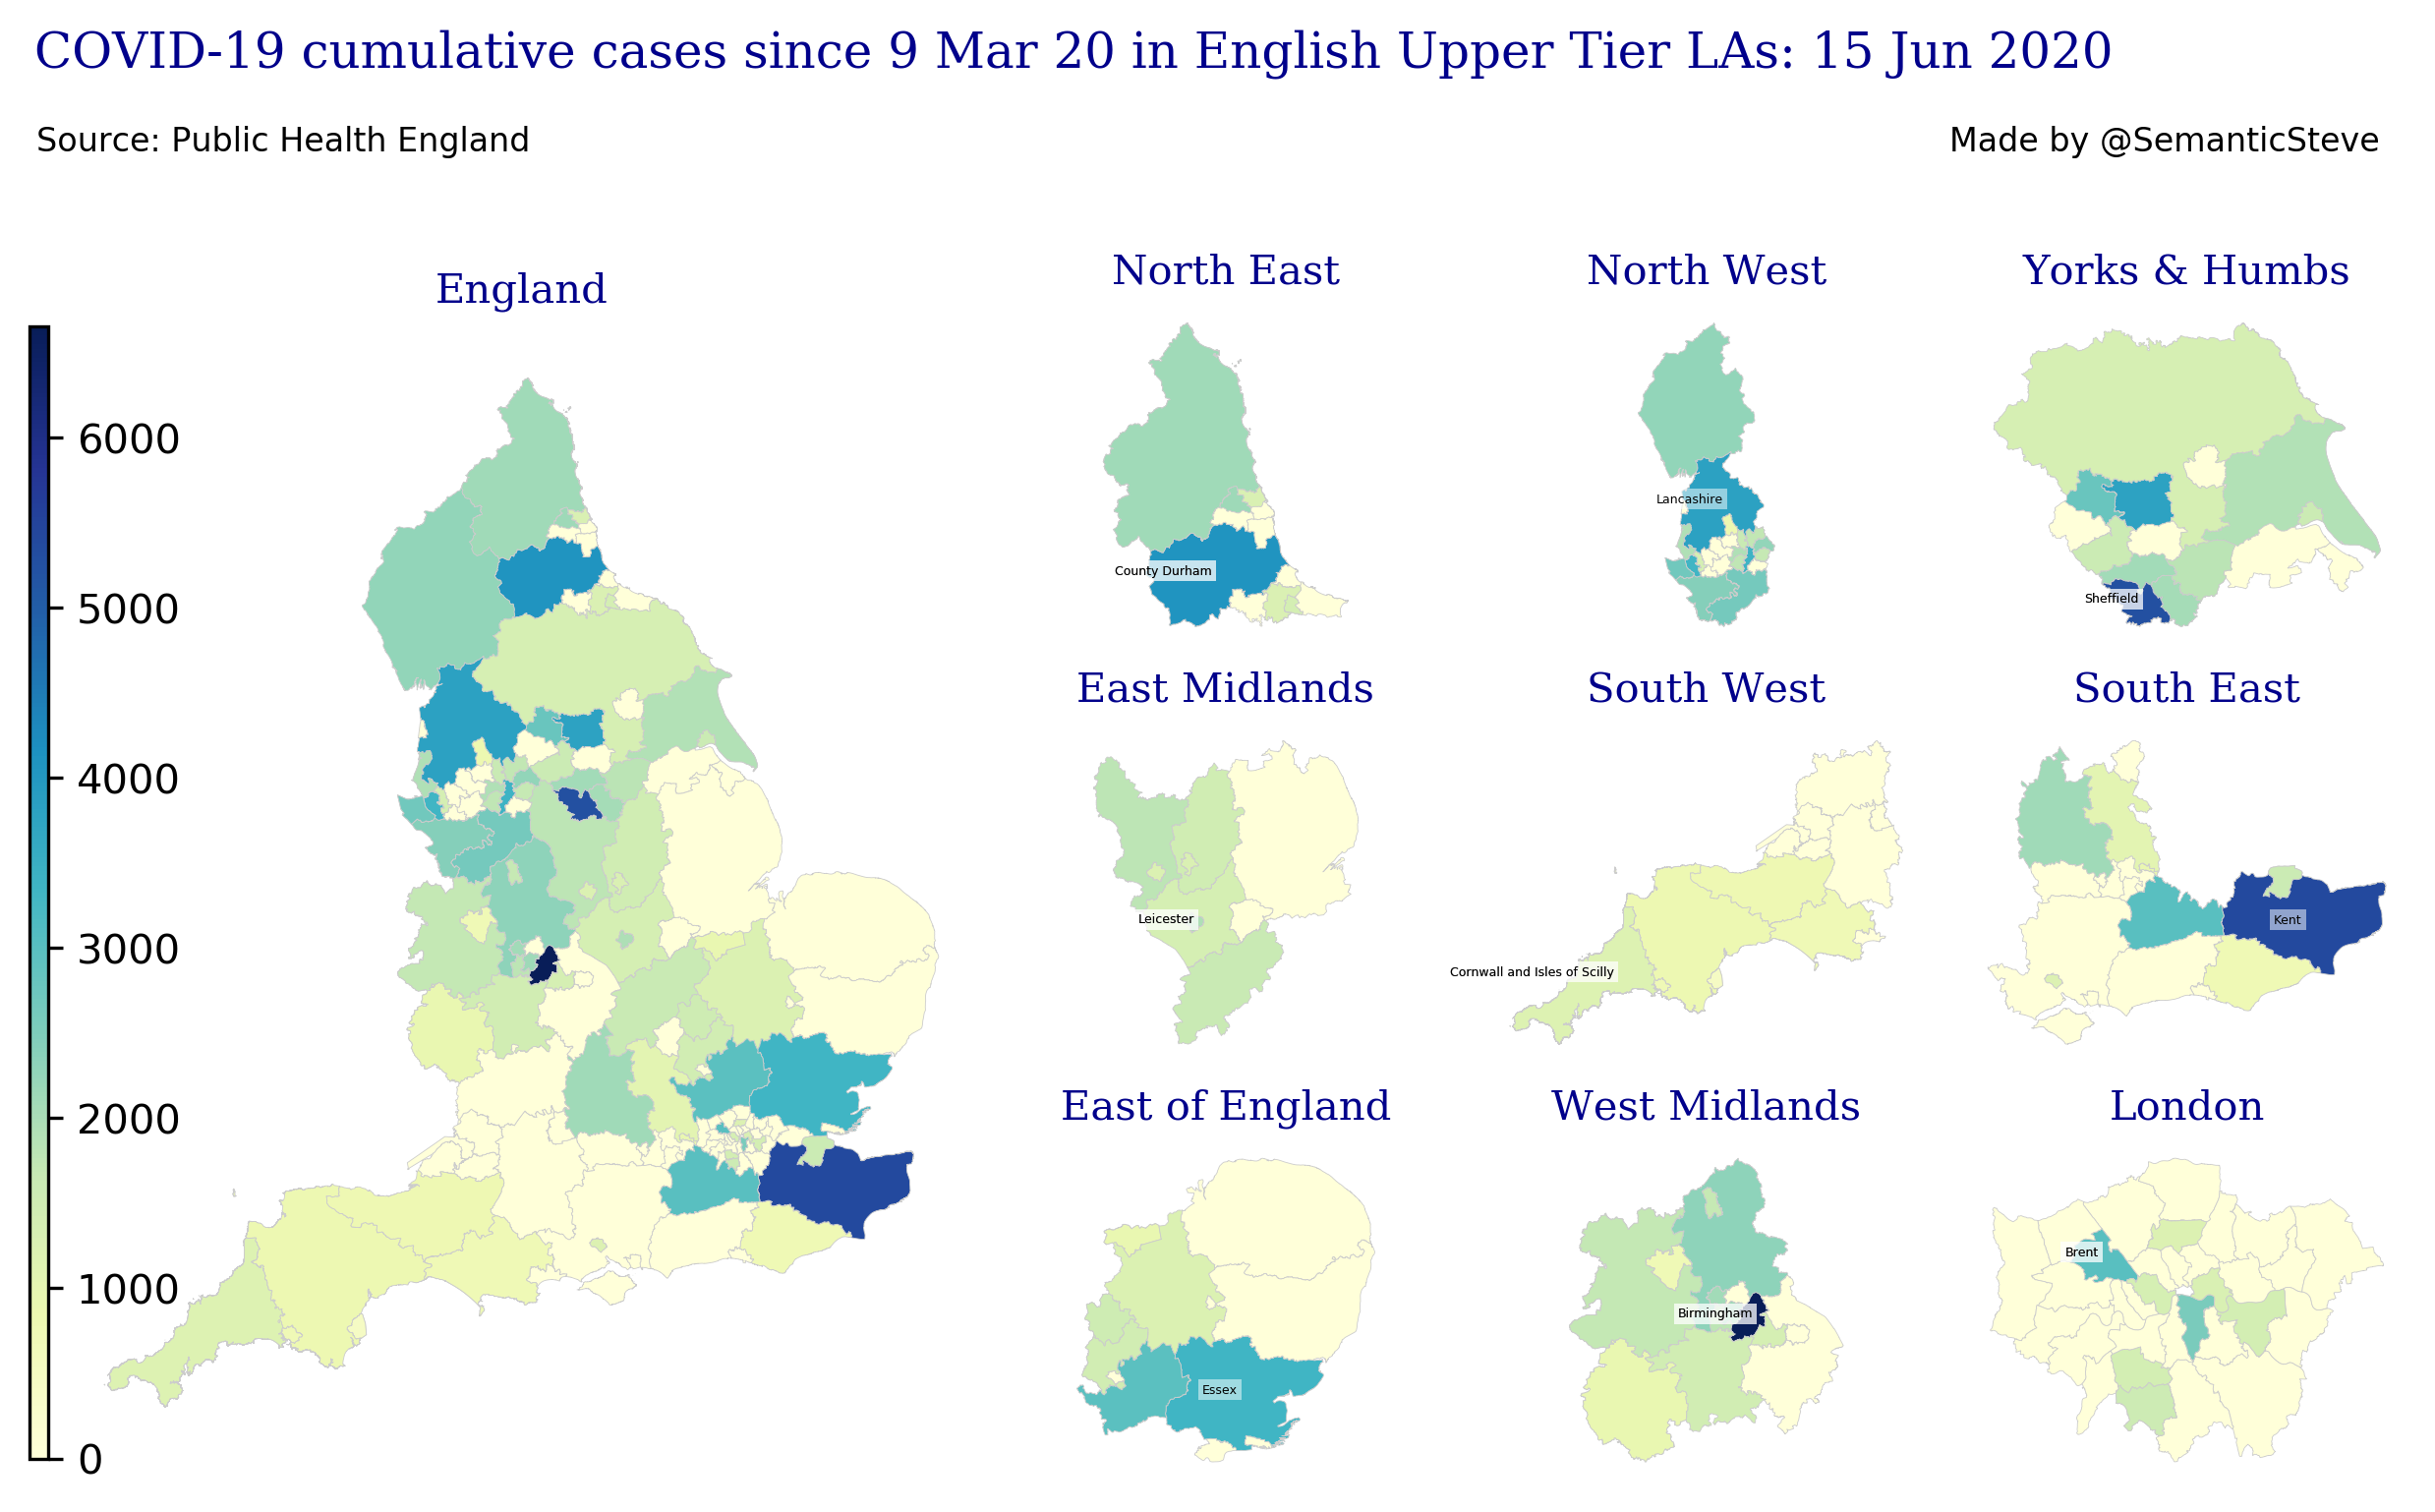 COVID-19 cumulative cases since 9 Mar 20 in English Upper Tier LAs: 15 Jun 2020
Source: Public Health England
Made by @SemanticSteve
England
6000
5000
4000
3000
2000
1000
0
North East
County Durham
North West
Lancashire
Yorks & Humbs
Sheffield
East Midlands
Leicester
South West
Cornwall and Isles of Scilly
South East
Kent
East of England
Essex
West Midlands
Birmingham
London
Brent